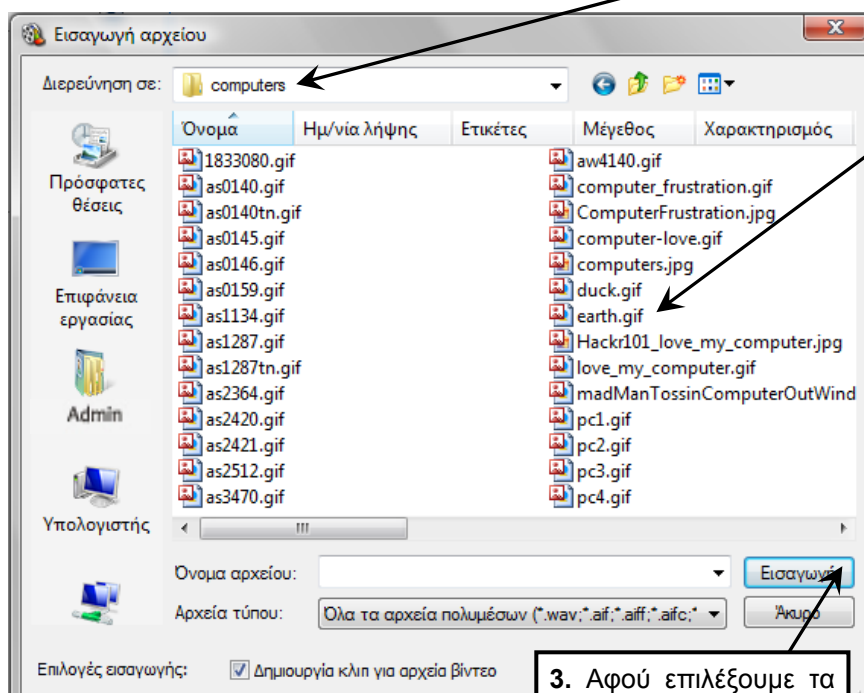 Εισαγωγή αρχείου
Διερεύνηση σε: computers
Όνομα Ημ/νία λήψης Ετικέτες Μέγεθος Χαρακτηρισμός
Πρόσφατες
θέσεις
Επιφάνεια
εργασίας
Admin
Υπολογιστής
1833080.gif
as0140.gif
as0140tn.gif
as0145.gif
as0146.gif
as0159.gif
as1134.gif
as1287.gif
as1287tn.gif
as2364.gif
as2420.gif
as2421.gif
as2512.gif
as3470.gif
aw4140.gif
computer_frustration.gif
ComputerFrustration.jpg
computer-love.gif
computers.jpg
duck.gif
earth.gif
Hackr101_love_my_computer.jpg
love_my_computer.gif
madManTossinComputerOutWind
pc1.gif
pc2.gif
pc3.gif
pc4.gif
Όνομα αρχείου: Εισαγωγή
Αρχεία τύπου: Όλα τα αρχεία πολυμέσων (*.wav;*.aif;*.aiff;*.aifc;* Άκυρο
Επιλογές εισαγωγής: Δημιουργία κλιπ για αρχεία βίντεο
3. Αφού επιλέξουμε τα